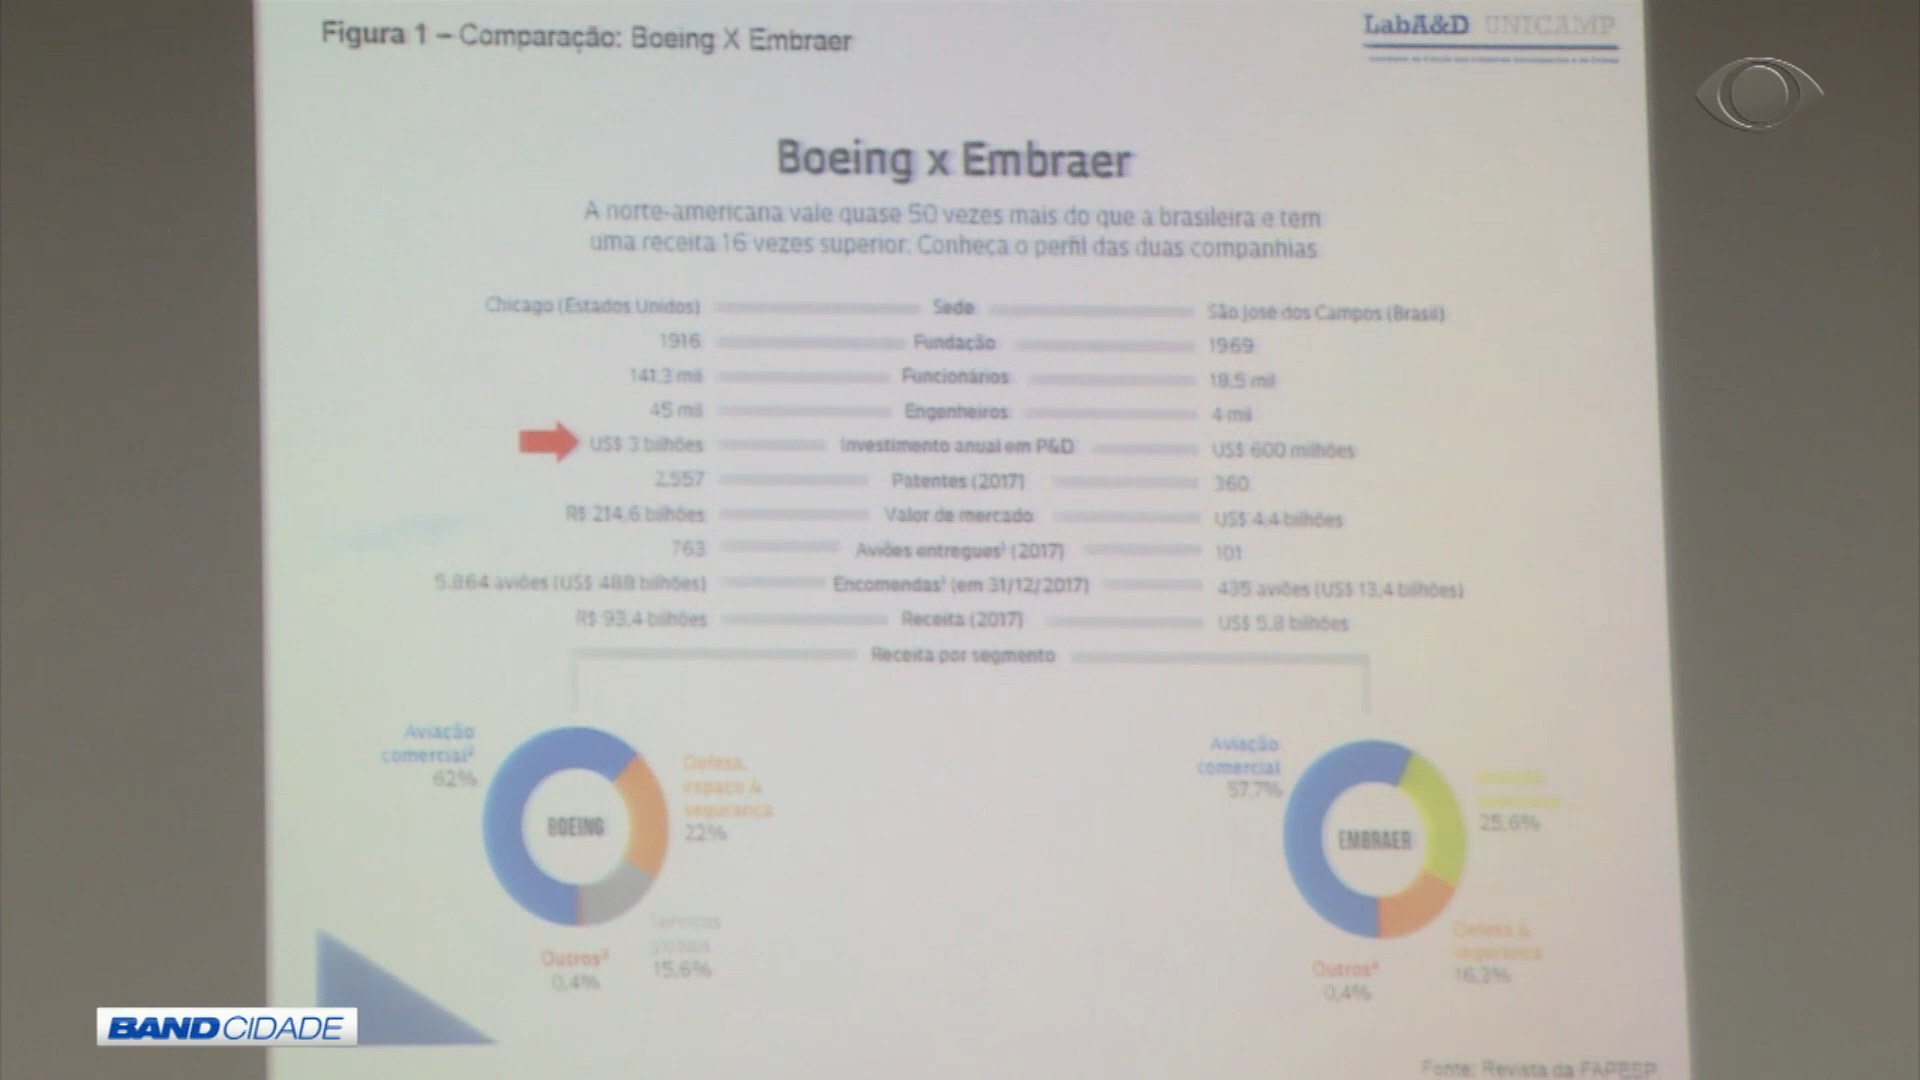 Figura 1 – Comparação: Boeing X Embraer
LabA&D UNICAMP
Boeing x Embraer
A norte-americana vale quase 50 vezes mais do que a brasileira e tem
uma receita 16 vezes superior. Conheça o perfil das duas companhias
Chicago (Estados Unidos) Sede São José dos Campos (Brasil)
1916 Fundação 1969
141,3 mil Funcionários 18,5 mil
45 mil Engenheiros 4 mil
US$ 3 bilhões Investimento anual em P&D US$ 600 milhões
2.557 Patentes (2017) 360
R$ 214,6 bilhões Valor de mercado US$ 4,4 bilhões
763 Aviões entregues¹ (2017) 101
5.864 aviões (US$ 488 bilhões) Encomendas¹ (em 31/12/2017) 435 aviões (US$ 13,4 bilhões)
R$ 93,4 bilhões Receita (2017) US$ 5,8 bilhões
Receita por segmento
Aviação
comercial²
62%
Defesa,
espaço &
segurança
22%
BOEING
Serviços
15,6%
Outros³
0,4%
Aviação
comercial
57,7%
25,6%
EMBRAER
Defesa &
segurança
16,3%
Outros⁴
0,4%
BAND CIDADE
Fonte: Revista da FAPESP